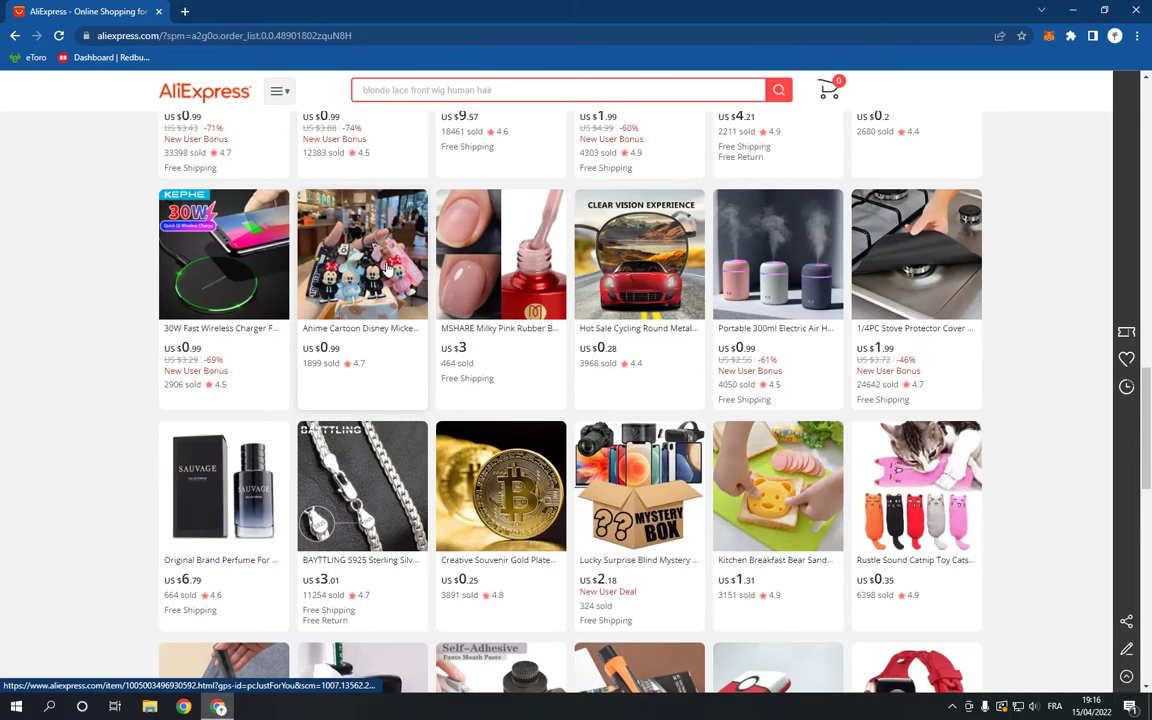 AliExpress - Online Shopping for
aliexpress.com/?spm=a2g0o.order_list.0.0.48901802zquN8H
eToro
Dashboard | Redbu...
AliExpress
blonde lace front wig human hair
0
US $0.99
US $3.43 -71%
New User Bonus
33398 sold 4.7
Free Shipping
US $0.99
US $3.88 -74%
New User Bonus
12383 sold 4.5
US $9.57
18461 sold 4.6
Free Shipping
US $1.99
US $4.99 -60%
New User Bonus
4303 sold 4.9
Free Shipping
US $4.21
2211 sold 4.9
Free Shipping
Free Return
US $0.2
2680 sold 4.4
KEPHE
30W
Quick Qi Wireless Charge
30W Fast Wireless Charger F...
US $0.99
US $3.29 -69%
New User Bonus
2906 sold 4.5
Anime Cartoon Disney Micke...
US $0.99
1899 sold 4.7
MSHARE Milky Pink Rubber B...
US $3
464 sold
Free Shipping
CLEAR VISION EXPERIENCE
Hot Sale Cycling Round Metal...
US $0.28
3968 sold 4.4
Portable 300ml Electric Air H...
US $0.99
US $2.56 -61%
New User Bonus
4050 sold 4.5
Free Shipping
1/4PC Stove Protector Cover ...
US $1.99
US $3.72 -46%
New User Bonus
24642 sold 4.7
Free Shipping
SAUVAGE
Original Brand Perfume For ...
US $6.79
664 sold 4.6
Free Shipping
BAYTTLING
BAYTTLING S925 Sterling Silv...
US $3.01
11254 sold 4.7
Free Shipping
Free Return
Creative Souvenir Gold Plate...
US $0.25
3891 sold 4.8
??
MYSTERY
BOX
Lucky Surprise Blind Mystery ...
US $2.18
New User Deal
324 sold
Free Shipping
Kitchen Breakfast Bear Sand...
US $1.31
3151 sold 4.9
Rustle Sound Catnip Toy Cats...
US $0.35
6398 sold 4.9
Self-Adhesive
Pants Mouth Paste
https://www.aliexpress.com/item/1005003496930592.html?gps-id=pcJustForYou&scm=1007.13562.2...
FRA
19:16
15/04/2022